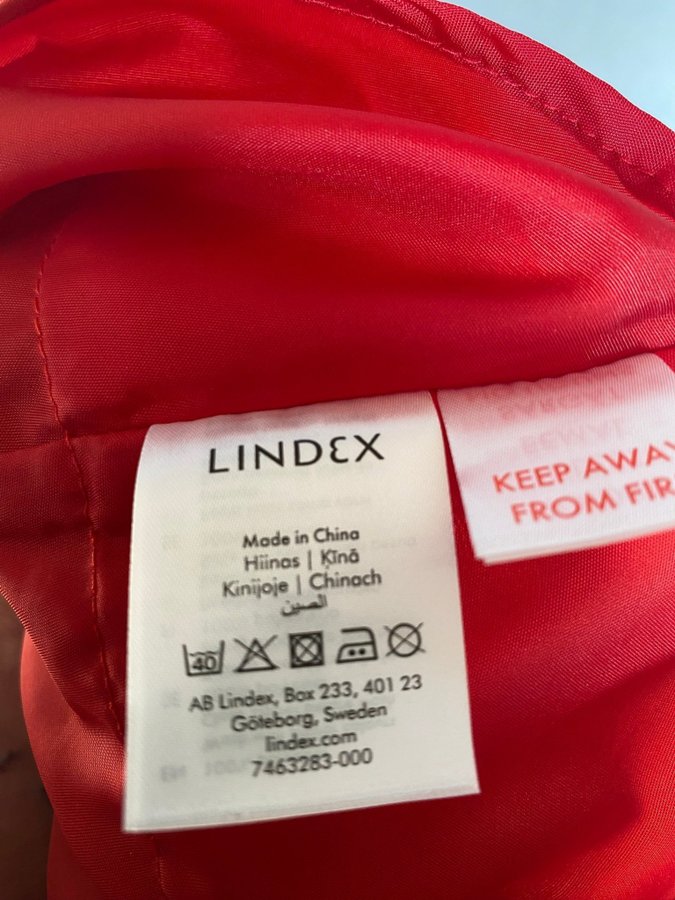 LINDEX
Made in China
Hiinas | Ķīnā
Kinijoje | Chinach
الصين
40
AB Lindex, Box 233, 401 23
Göteborg, Sweden
lindex.com
7463283-000
KEEP AWAY
FROM FIR